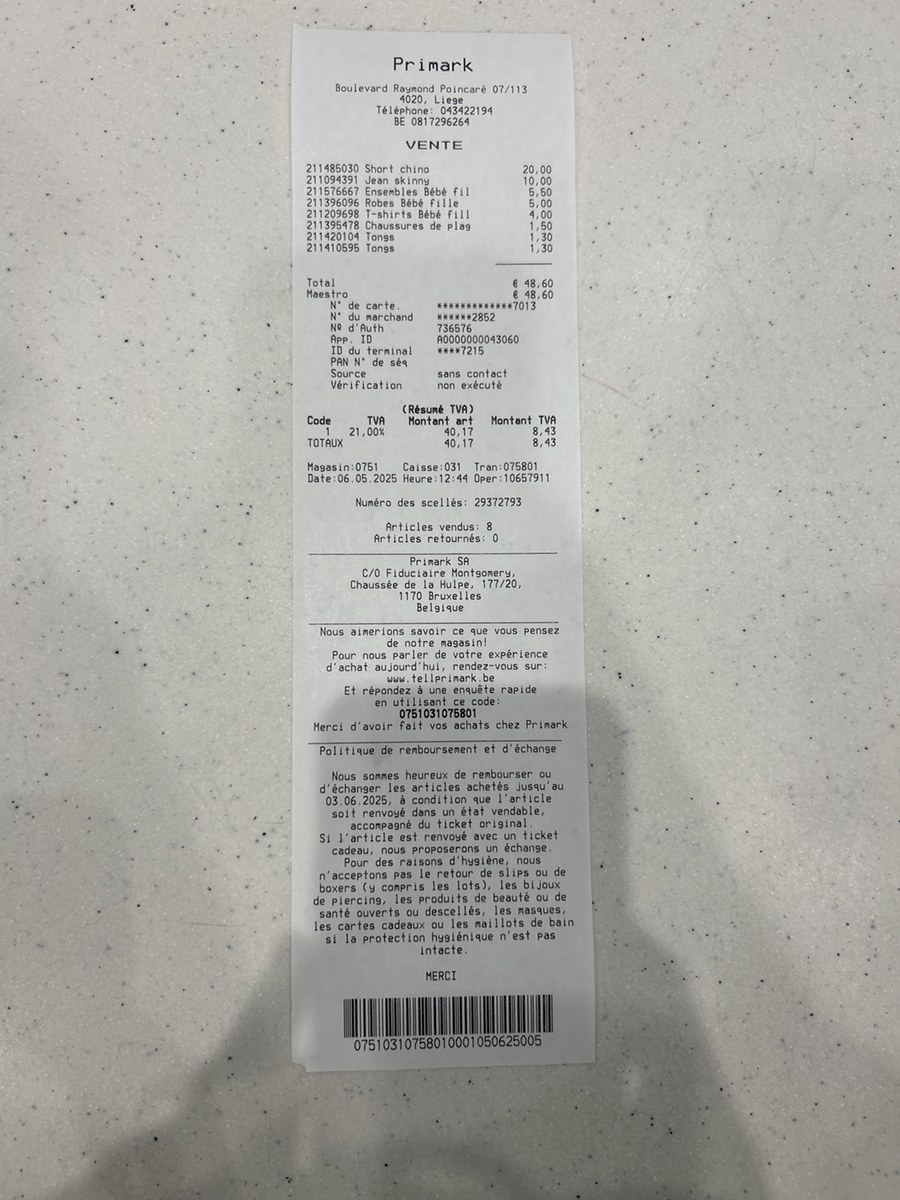 Primark
Boulevard Raymond Poincaré 07/113
4020, Liege
Téléphone: 043422194
BE 0817296264
VENTE
211485030 Short chino 20,00
211094391 Jean skinny 10,00
211576667 Ensembles Bébé fil 5,50
211396096 Robes Bébé fille 5,00
211209698 T-shirts Bébé fill 4,00
211395478 Chaussures de plag 1,50
211420104 Tongs 1,30
211410595 Tongs 1,30
Total € 48,60
Maestro € 48,60
N° de carte. *************7013
N° du marchand ******2852
Nº d'Auth 736576
App. ID A0000000043060
ID du terminal ****7215
PAN N° de séq
Source sans contact
Vérification non exécuté
(Résumé TVA)
Code TVA Montant art Montant TVA
1 21,00% 40,17 8,43
TOTAUX 40,17 8,43
Magasin:0751 Caisse:031 Tran:075801
Date:06.05.2025 Heure:12:44 Oper:10657911
Numéro des scellés: 29372793
Articles vendus: 8
Articles retournés: 0
Primark SA
C/O Fiduciaire Montgomery,
Chaussée de la Hulpe, 177/20,
1170 Bruxelles
Belgique
Nous aimerions savoir ce que vous pensez
de notre magasin!
Pour nous parler de votre expérience
d'achat aujourd'hui, rendez-vous sur:
www.tellprimark.be
Et répondez à une enquête rapide
en utilisant ce code:
0751031075801
Merci d'avoir fait vos achats chez Primark
Politique de remboursement et d'échange
Nous sommes heureux de rembourser ou
d'échanger les articles achetés jusqu'au
03.06.2025, à condition que l'article
soit renvoyé dans un état vendable,
accompagné du ticket original.
Si l'article est renvoyé avec un ticket
cadeau, nous proposerons un échange.
Pour des raisons d'hygiène, nous
n'acceptons pas le retour de slips ou de
boxers (y compris les lots), les bijoux
de piercing, les produits de beauté ou de
santé ouverts ou descellés, les masques,
les cartes cadeaux ou les maillots de bain
si la protection hygiénique n'est pas
intacte.
MERCI
07510310758010001050625005